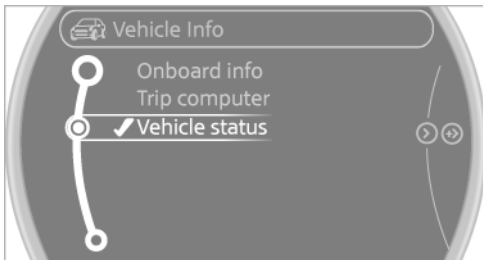 Vehicle Info
Onboard info
Trip computer
Vehicle status